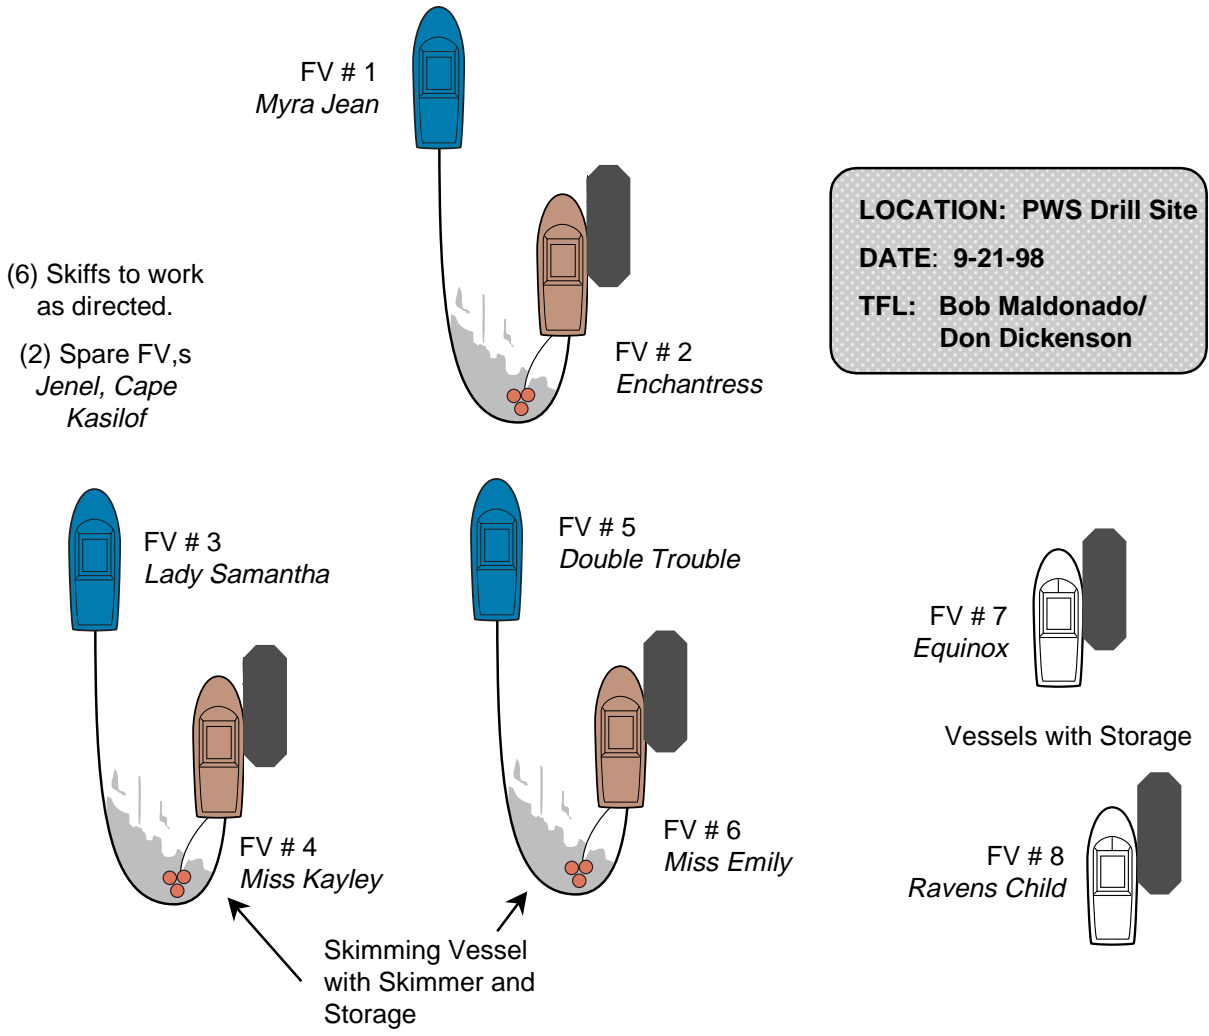 FV # 1
Myra Jean
LOCATION: PWS Drill Site
DATE: 9-21-98
TFL: Bob Maldonado/
Don Dickenson
(6) Skiffs to work
as directed.
(2) Spare FV,s
Jenel, Cape
Kasilof
FV # 2
Enchantress
FV # 3
Lady Samantha
FV # 5
Double Trouble
FV # 7
Equinox
Vessels with Storage
FV # 4
Miss Kayley
FV # 6
Miss Emily
FV # 8
Ravens Child
Skimming Vessel
with Skimmer and
Storage